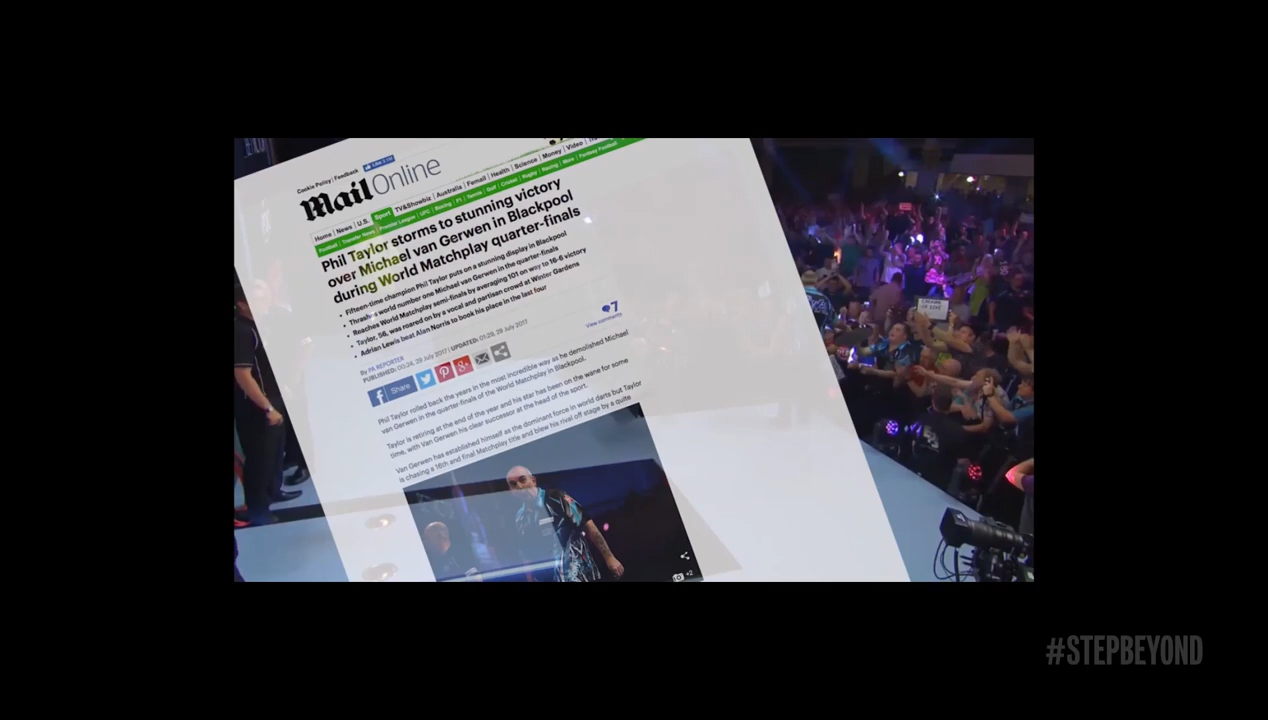 Cookie Policy | Feedback
Like
Mail Online
Home | News | U.S. | Sport | TV&Showbiz | Australia | Femail | Health | Science | Money | Video
Football | Transfer News | Premier League | UFC | Boxing | F1 | Tennis | Golf | Cricket | Rugby | Racing | More | Fantasy Football
Phil Taylor storms to stunning victory
over Michael van Gerwen in Blackpool
during World Matchplay quarter-finals
• Fifteen-time champion Phil Taylor puts on a stunning display in Blackpool
• Thrashes world number one Michael van Gerwen in the quarter-finals
• Reaches World Matchplay semi-finals by averaging 101 on way to 16-6 victory
• Taylor, 56, was roared on by a vocal and partisan crowd at Winter Gardens
• Adrian Lewis beat Alan Norris to book his place in the last four
By PA REPORTER
PUBLISHED: 00:24, 29 July 2017 | UPDATED: 01:29, 29 July 2017
Share
7
View comments
Phil Taylor rolled back the years in the most incredible way as he demolished Michael
van Gerwen in the quarter-finals of the World Matchplay in Blackpool.
Taylor is retiring at the end of the year and his star has been on the wane for some
time, with Van Gerwen his clear successor at the head of the sport.
Van Gerwen has established himself as the dominant force in world darts but Taylor
is chasing a 16th and final Matchplay title and blew his rival off stage by a quite
+2
#STEPBEYOND